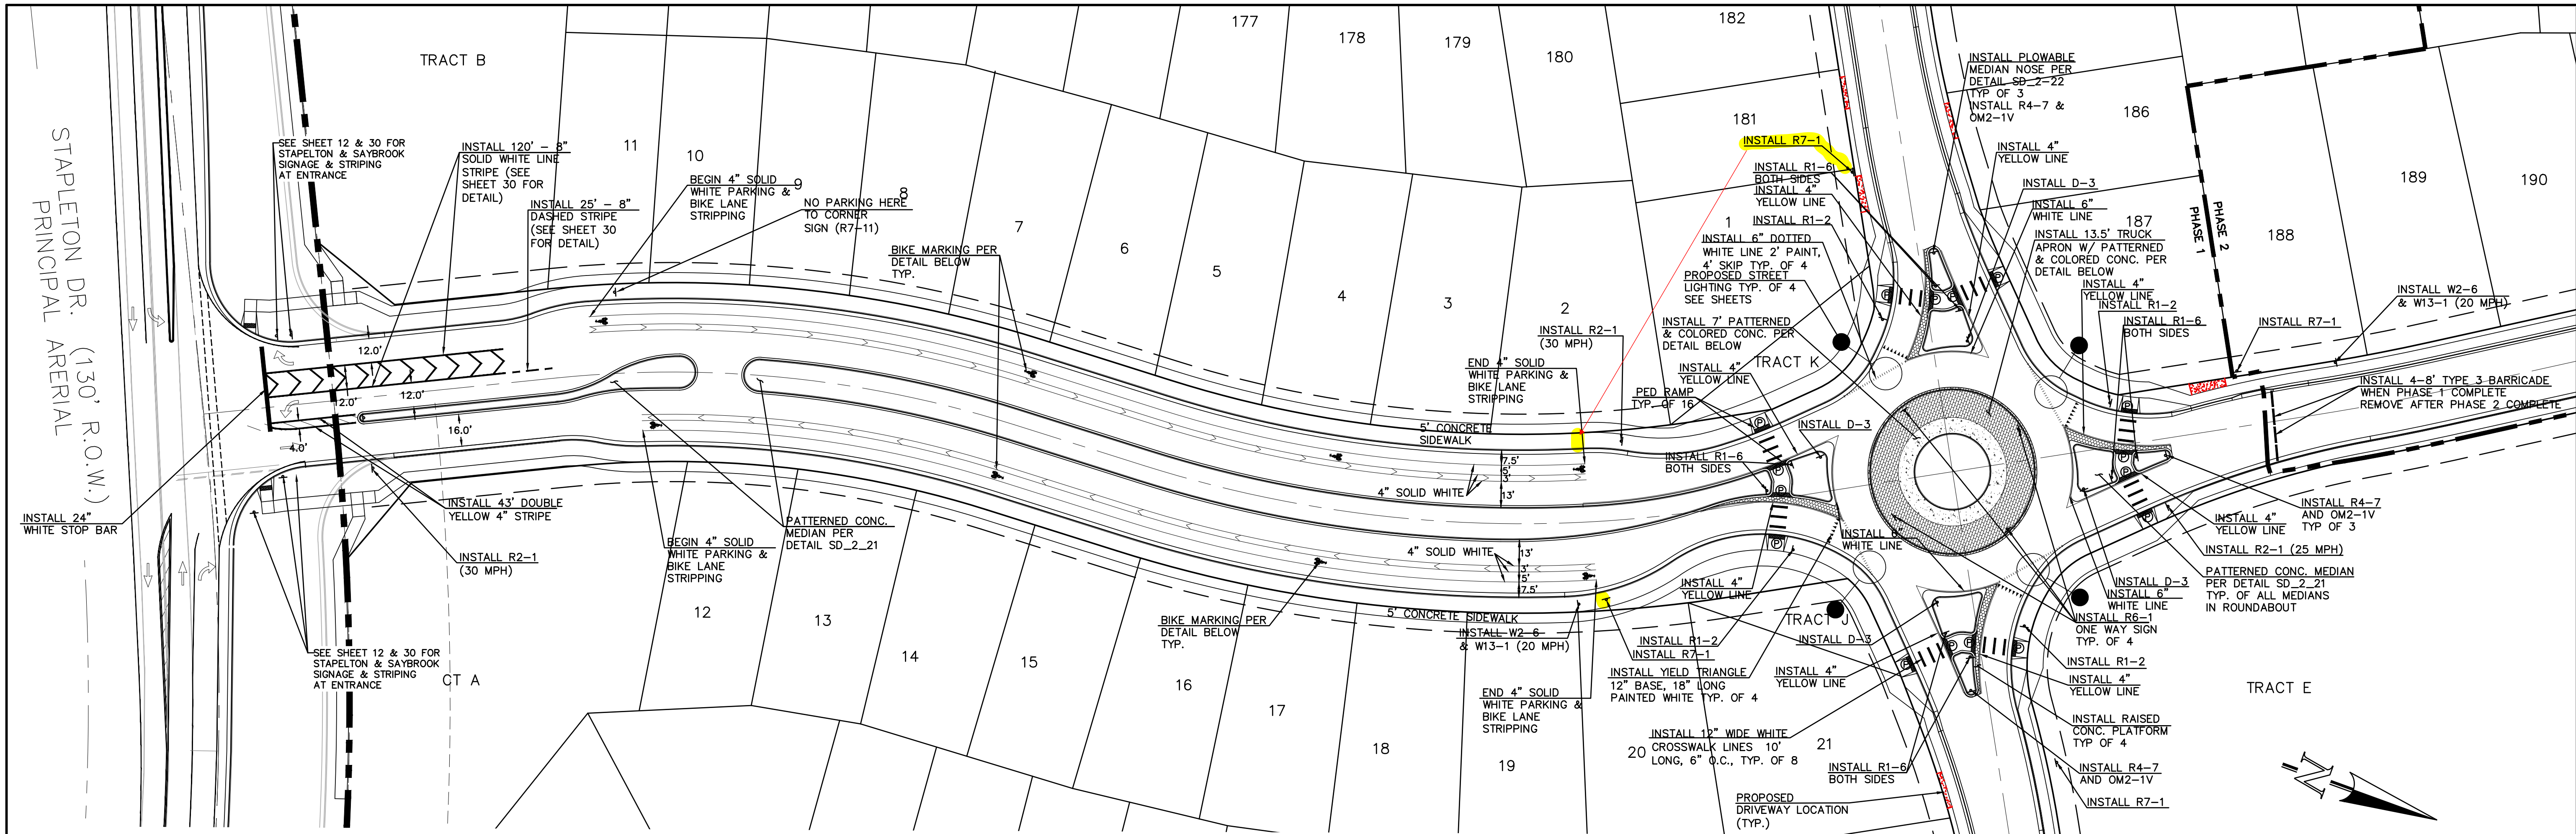 177
178
179
180
182
TRACT B
STAPLETON DR. (130' R.O.W.)
PRINCIPAL ARERIAL
SEE SHEET 12 & 30 FOR
STAPELTON & SAYBROOK
SIGNAGE & STRIPING
AT ENTRANCE
INSTALL 120' - 8"
SOLID WHITE LINE
STRIPE (SEE
SHEET 30 FOR
DETAIL)
INSTALL 25' - 8"
DASHED STRIPE
(SEE SHEET 30
FOR DETAIL)
11
10
9
8
7
6
5
4
3
2
1
BEGIN 4" SOLID
WHITE PARKING &
BIKE LANE
STRIPPING
NO PARKING HERE
TO CORNER
SIGN (R7-11)
BIKE MARKING PER
DETAIL BELOW
TYP.
181
INSTALL R7-1
INSTALL R1-6
BOTH SIDES
INSTALL 4"
YELLOW LINE
INSTALL R1-2
INSTALL 6" DOTTED
WHITE LINE 2' PAINT,
4' SKIP TYP. OF 4
PROPOSED STREET
LIGHTING TYP. OF 4
SEE SHEETS
INSTALL 7' PATTERNED
& COLORED CONC. PER
DETAIL BELOW
TRACT K
INSTALL R2-1
(30 MPH)
END 4" SOLID
WHITE PARKING &
BIKE LANE
STRIPPING
INSTALL 4"
YELLOW LINE
PED RAMP
TYP. OF 16
INSTALL D-3
INSTALL R1-6
BOTH SIDES
INSTALL PLOWABLE
MEDIAN NOSE PER
DETAIL SD_2-22
TYP OF 3
INSTALL R4-7 &
OM2-1V
INSTALL 4"
YELLOW LINE
INSTALL D-3
INSTALL 6"
WHITE LINE
INSTALL 13.5' TRUCK
APRON W/ PATTERNED
& COLORED CONC. PER
DETAIL BELOW
INSTALL 4"
YELLOW LINE
INSTALL R1-2
INSTALL R1-6
BOTH SIDES
186
187
188
189
190
PHASE 2
PHASE 1
INSTALL W2-6
& W13-1 (20 MPH)
INSTALL R7-1
INSTALL 4-8' TYPE 3 BARRICADE
WHEN PHASE 1 COMPLETE
REMOVE AFTER PHASE 2 COMPLETE
12.0'
12.0'
12.0'
16.0'
4.0'
5' CONCRETE
SIDEWALK
7.5'
5'
3'
13'
4" SOLID WHITE
INSTALL 24"
WHITE STOP BAR
INSTALL 43' DOUBLE
YELLOW 4" STRIPE
INSTALL R2-1
(30 MPH)
BEGIN 4" SOLID
WHITE PARKING &
BIKE LANE
STRIPPING
PATTERNED CONC.
MEDIAN PER
DETAIL SD_2_21
4" SOLID WHITE
13'
3'
5'
7.5'
5' CONCRETE SIDEWALK
BIKE MARKING PER
DETAIL BELOW
TYP.
INSTALL W2-6
& W13-1 (20 MPH)
INSTALL 6"
WHITE LINE
INSTALL 4"
YELLOW LINE
TRACT J
INSTALL R1-2
INSTALL R7-1
INSTALL D-3
INSTALL YIELD TRIANGLE
12" BASE, 18" LONG
PAINTED WHITE TYP. OF 4
INSTALL 4"
YELLOW LINE
END 4" SOLID
WHITE PARKING &
BIKE LANE
STRIPPING
INSTALL 12" WIDE WHITE
CROSSWALK LINES 10'
LONG, 6" O.C., TYP. OF 8
INSTALL R1-6
BOTH SIDES
PROPOSED
DRIVEWAY LOCATION
(TYP.)
INSTALL R4-7
AND OM2-1V
TYP OF 3
INSTALL 4"
YELLOW LINE
INSTALL R2-1 (25 MPH)
PATTERNED CONC. MEDIAN
PER DETAIL SD_2_21
TYP. OF ALL MEDIANS
IN ROUNDABOUT
INSTALL D-3
INSTALL 6"
WHITE LINE
INSTALL R6-1
ONE WAY SIGN
TYP. OF 4
INSTALL R1-2
INSTALL 4"
YELLOW LINE
INSTALL RAISED
CONC. PLATFORM
TYP OF 4
INSTALL R4-7
AND OM2-1V
INSTALL R7-1
TRACT E
SEE SHEET 12 & 30 FOR
STAPELTON & SAYBROOK
SIGNAGE & STRIPING
AT ENTRANCE
CT A
12
13
14
15
16
17
18
19
20
21
N